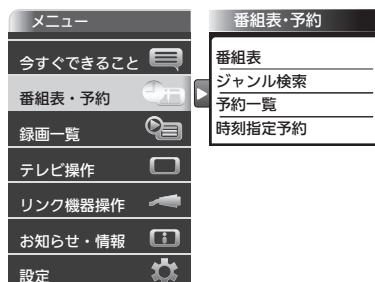 メニュー
今すぐできること
番組表・予約
録画一覧
テレビ操作
リンク機器操作
お知らせ・情報
設定
番組表・予約
番組表
ジャンル検索
予約一覧
時刻指定予約